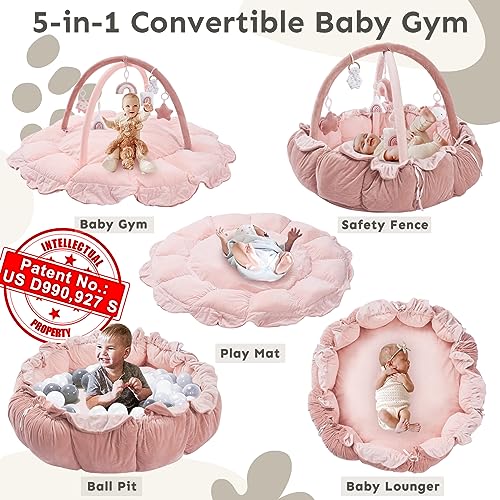 5-in-1 Convertible Baby Gym
Baby Gym
Safety Fence
INTELLECTUAL
Patent No.:
US D990,927 S
PROPERTY
Play Mat
Ball Pit
Baby Lounger